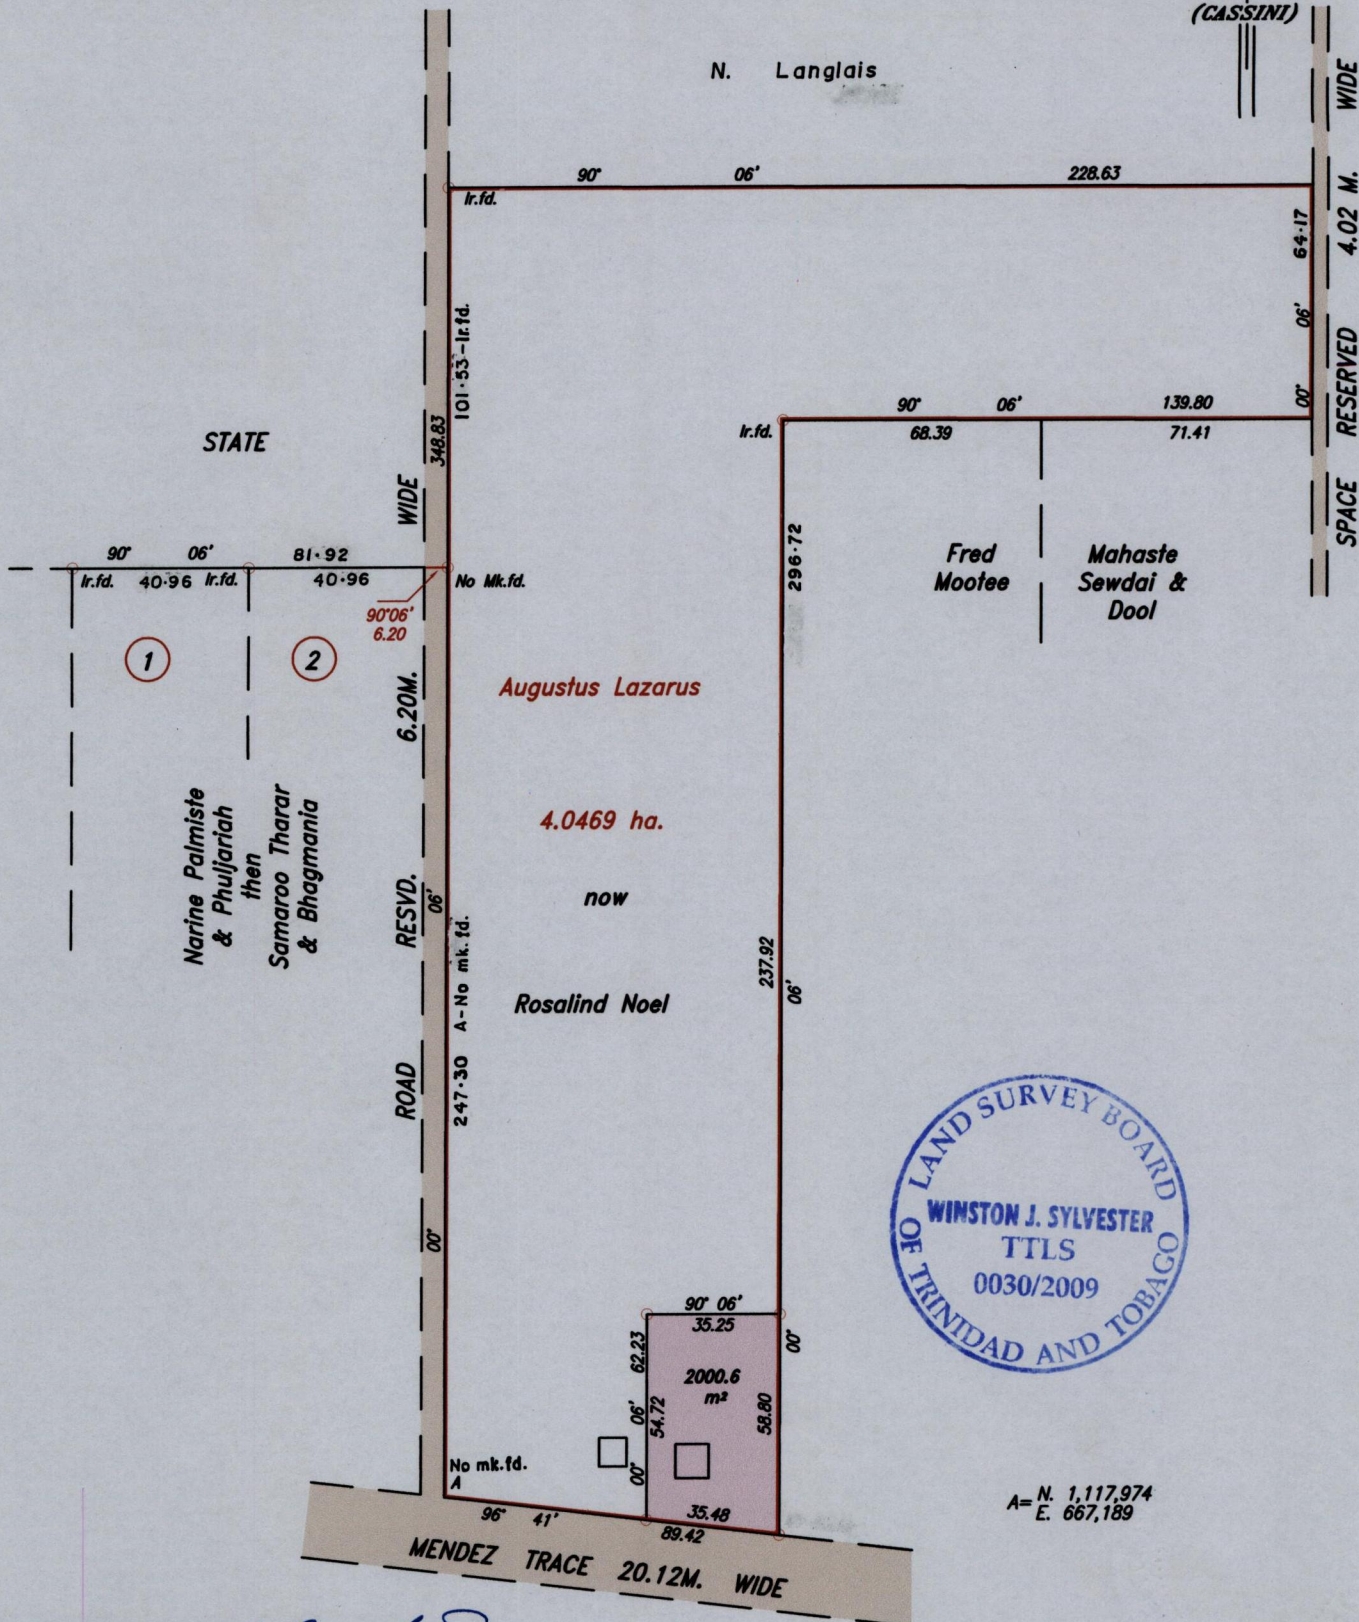 (CASSINI)
N. Langlais
90° 06' 228.63
Ir.fd.
SPACE RESERVED 4.02 M. WIDE
00° 06' 64.17
101.53-Ir.fd.
348.83
90° 06' 139.80
Ir.fd.
68.39 71.41
STATE
90° 06' 81.92
Ir.fd. 40.96 Ir.fd. 40.96
No Mk.fd.
90°06'
6.20
1
2
296.72
Fred
Mootee
Mahaste
Sewdai &
Dool
Augustus Lazarus
4.0469 ha.
now
Rosalind Noel
Narine Palmiste
& Phuljariah
then
Samaroo Tharar
& Bhagmania
ROAD RESVD. 6.20M. WIDE
00° 06'
247.30 A-No mk.fd.
237.92
00° 06'
LAND SURVEY BOARD
OF TRINIDAD AND TOBAGO
WINSTON J. SYLVESTER
TTLS
0030/2009
90° 06'
35.25
62.23
00° 06'
54.72
2000.6
m²
58.80
No mk.fd.
A
96° 41'
35.48
89.42
A= N. 1,117,974
E. 667,189
MENDEZ TRACE 20.12M. WIDE